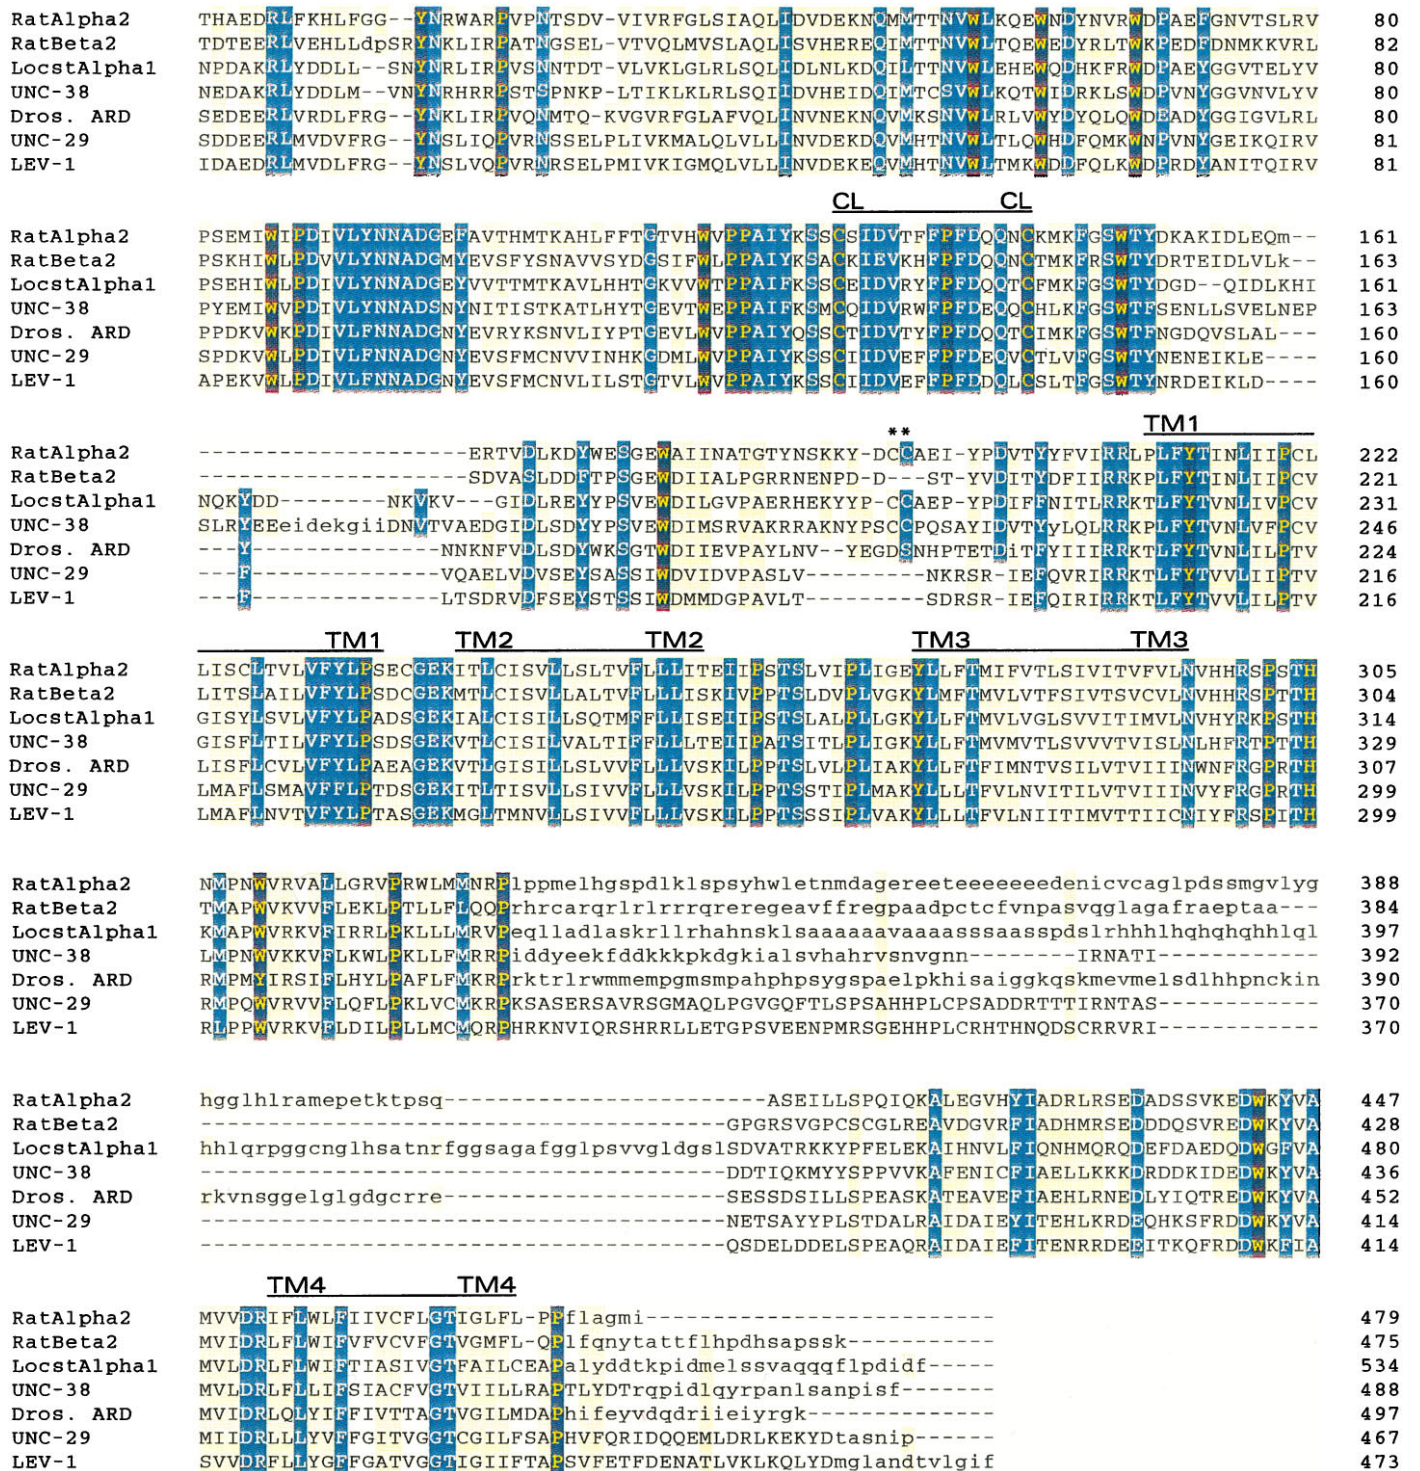 RatAlpha2 THAEDRLFKHLFGG--YNRWARPVPNTSDV-VIVRFGLSIAQLIDVDEKNQMMTTNVWLKQEWNDYNVRWDPAEFGNVTSLRV 80
RatBeta2 TDTEERLVEHLLdpSRYNKLIRPATNGSEL-VTVQLMVSLAQLISVHEREQIMTTNVWLTQEWEDYRLTWKPEDFDNMKKVRL 82
LocstAlpha1 NPDAKRLYDDLL--SNYNRLIRPVSNNTDT-VLVKLGLRLSQLIDLNLKDQILTTNVWLEHEWQDHKFRWDPAEYGGVTELYV 80
UNC-38 NEDAKRLYDDLM--VNYNRHRRPSTSPNKP-LTIKLKLRLSQIIDVHEIDQIMTCSVWLKQTWIDRKLSWDPVNYGGVNVLYV 80
Dros. ARD SEDEERLVRDLFRG--YNKLIRPVQNMTQ-KVGVRFGLAFVQLINVNEKNQVMKSNVWLRLVWYDYQLQWDEADYGGIGVLRL 80
UNC-29 SDDEERLMVDVFRG--YNSLIQPVRNSSELPLIVKMALQLVLLINVDEKDQVMHTNVWLTLQWHDFQMKWNPVNYGEIKQIRV 81
LEV-1 IDAEDRLMVDLFRG--YNSLVQPVRNRSELPMIVKIGMQLVLLINVDEKEQVMHTNVWLTMKWDDFQLKWDPRDYANITQIRV 81
CL CL
RatAlpha2 PSEMIWIPDIVLYNNADGEFAVTHMTKAHLFFTGTVHWVPPAIYKSSCSIDVTFFPFDQQNCKMKFGSWTYDKAKIDLEQm-- 161
RatBeta2 PSKHIWLPDVVLYNNADGMYEVSFYSNAVVSYDGSIFWLPPAIYKSACKIEVKHFPFDQQNCTMKFRSWTYDRTEIDLVLk-- 163
LocstAlpha1 PSEHIWLPDIVLYNNADGEYVVTTMTKAVLHHTGKVVWTPPAIFKSSCEIDVRYFPFDQQTCFMKFGSWTYDGD--QIDLKHI 161
UNC-38 PYEMIWVPDIVLYNNADSNYNITISTKATLHYTGEVTWEPPAIFKSMCQIDVRWFPFDEQQCHLKFGSWTFSENLLSVELNEP 163
Dros. ARD PPDKVWKPDIVLFNNADGNYEVRYKSNVLIYPTGEVLWVPPAIYQSSCTIDVTYFPFDQQTCIMKFGSWTFNGDQVSLAL--- 160
UNC-29 SPDKVWLPDIVLFNNADGNYEVSFMCNVVINHKGDMLWVPPAIYKSSCIIDVEFFPFDEQVCTLVFGSWTYNENEIKLE---- 160
LEV-1 APEKVWLPDIVLFNNADGNYEVSFMCNVLILSTGTVLWVPPAIYKSSCIIDVEFFPFDDQLCSLTFGSWTYNRDEIKLD---- 160
** TM1
RatAlpha2 --------------------ERTVDLKDYWESGEWAIINATGTYNSKKY-DCCAEI-YPDVTYYFVIRRLPLFYTINLIIPCL 222
RatBeta2 --------------------SDVASLDDFTPSGEWDIIALPGRRNENPD-D---ST-YVDITYDFIIRRKPLFYTINLIIPCV 221
LocstAlpha1 NQKYDD--------NKVKV---GIDLREYYPSVEWDILGVPAERHEKYYP-CCAEP-YPDIFFNITLRRKTLFYTVNLIVPCV 231
UNC-38 SLRYEEeidekgiiDNVTVAEDGIDLSDYYPSVEWDIMSRVAKRRAKNYPSCCPQSAYIDVTYyLQLRRKPLFYTVNLVFPCV 246
Dros. ARD ---Y--------------NNKNFVDLSDYWKSGTWDIIEVPAYLNV--YEGDSNHPTETDiTFYIIIRRKTLFYTVNLILPTV 224
UNC-29 ---F--------------VQAELVDVSEYSASSIWDVIDVPASLV---------NKRSR-IEFQVRIRRKTLFYTVVLIIPTV 216
LEV-1 ---F--------------LTSDRVDFSEYSTSSIWDMMDGPAVLT---------SDRSR-IEFQIRIRRKTLFYTVVLILPTV 216
TM1 TM2 TM2 TM3 TM3
RatAlpha2 LISCLTVLVFYLPSECGEKITLCISVLLSLTVFLLLITEIIPSTSLVIPLIGEYLLFTMIFVTLSIVITVFVLNVHHRSPSTH 305
RatBeta2 LITSLAILVFYLPSDCGEKMTLCISVLLALTVFLLLISKIVPPTSLDVPLVGKYLMFTMVLVTFSIVTSVCVLNVHHRSPTTH 304
LocstAlpha1 GISYLSVLVFYLPADSGEKIALCISILLSQTMFFLLISEIIPSTSLALPLLGKYLLFTMVLVGLSVVITIMVLNVHYRKPSTH 314
UNC-38 GISFLTILVFYLPSDSGEKVTLCISILVALTIFFLLLTEIIPATSITLPLIGKYLLFTMVMVTLSVVVTVISLNLHFRTPTTH 329
Dros. ARD LISFLCVLVFYLPAEAGEKVTLGISILLSLVVFLLLVSKILPPTSLVLPLIAKYLLFTFIMNTVSILVTVIIINWNFRGPRTH 307
UNC-29 LMAFLSMAVFFLPTDSGEKITLTISVLLSIVVFLLLVSKILPPTSSTIPLMAKYLLLTFVLNVITILVTVIIINVYFRGPRTH 299
LEV-1 LMAFLNVTVFYLPTASGEKMGLTMNVLLSIVVFLLLVSKILPPTSSSIPLVAKYLLLTFVLNIITIMVTTIICNIYFRSPITH 299
RatAlpha2 NMPNWVRVALLGRVPRWLMMNRPlppmelhgspdlklspsyhwletnmdagereeteeeeeeedenicvcaglpdssmgvlyg 388
RatBeta2 TMAPWVKVVFLEKLPTLLFLQQPrhrcarqrlrlrrrqreregeavffregpaadpctcfvnpasvqglagafraeptaa--- 384
LocstAlpha1 KMAPWVRKVFIRRLPKLLLMRVPeqlladlaskrllrhahnsklsaaaaaavaaaaassaassspdslrhhhlhqhqhqhhlql 397
UNC-38 LMPNWVKKVFLKWLPKLLFMRRPiddyeekfddkkkpkdgkialsvhahrvsnvgnn--------IRNATI------------ 392
Dros. ARD RMPMYIRSIFLHYLPAFLFMKRPrktrlrwmmempgmsmpahphpsygspaelpkhisaiggkqskmevmelsdlhhpnckin 390
UNC-29 RMPQWVRVVFLQFLPKLVCMKRPKSASERSAVRSGMAQLPGVGQFTLSPSAHHPLCPSADDRTTTIRNTAS------------ 370
LEV-1 RLPPWVRKVFLDILPLLMCMQRPHRKNVIQRSHRRLLETGPSVEENPMRSGEHHPLCRHTHNQDSCRRVRI------------ 370
RatAlpha2 hgglhlramepetktpsq------------------------ASEILLSPQIQKALEGVHYIADRLRSEDADSSVKEDWKYVA 447
RatBeta2 ---------------------------------------GPGRSVGPCSCGLREAVDGVRFIADHMRSEDDDQSVREDWKYVA 428
LocstAlpha1 hhlqrpggcnglhsatnrfggsagafgglpsvvgldgslSDVATRKKYPFELEKAIHNVLFIQNHMQRQDEFDAEDQDWGFVA 480
UNC-38 ---------------------------------------DDTIQKMYYSPPVVKAFENICFIAELLKKKDRDDKIDEDWKYVA 436
Dros. ARD rkvnsggelglgdgcrre---------------------SESSDSILLSPEASKATEAVEFIAEHLRNEDLYIQTREDWKYVA 452
UNC-29 ---------------------------------------NETSAYYPLSTDALRAIDAIEYITEHLKRDEQHKSFRDDWKYVA 414
LEV-1 ---------------------------------------QSDELDDELSPEAQRAIDAIEFITENRRDEEITKQFRDDWKFIA 414
TM4 TM4
RatAlpha2 MVVDRIFLWLFIIVCFLGTIGLFL-PPflagmi-------------------------- 479
RatBeta2 MVIDRLFLWIFVFVCVFGTVGMFL-QPlfqnytattflhpdhsapssk----------- 475
LocstAlpha1 MVLDRLFLWIFTIASIVGTFAILCEAPalyddtkpidmelssvaqqqflpdidf----- 534
UNC-38 MVLDRLFLLIFSIACFVGTVIILLRAPTLYDTrqpidlqyrpanlsanpisf------- 488
Dros. ARD MVIDRLQLYIFFIVTTAGTVGILMDAPhifeyvdqdriieiyrgk-------------- 497
UNC-29 MIIDRLLLYVFFGITVGGTCGILFSAPHVFQRIDQQEMLDRLKEKYDtasnip------ 467
LEV-1 SVVDRFLLYGFFGATVGGTIGIIFTAPSVFETFDENATLVKLKQLYDmglandtvlgif 473